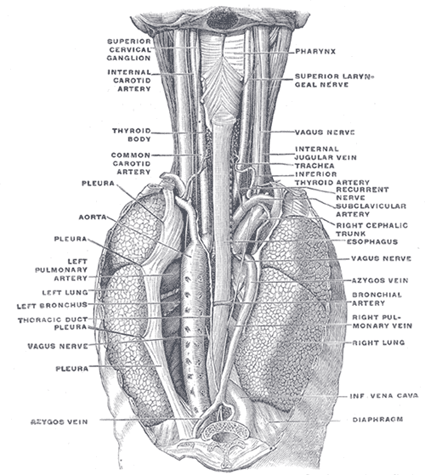 SUPERIOR
CERVICAL
GANGLION
INTERNAL
CAROTID
ARTERY
THYROID
BODY
COMMON
CAROTID
ARTERY
PLEURA
AORTA
PLEURA
LEFT
PULMONARY
ARTERY
LEFT LUNG
LEFT BRONCHUS
THORACIC DUCT
PLEURA
VAGUS NERVE
PLEURA
AZYGOS VEIN
PHARYNX
SUPERIOR LARYN-
GEAL NERVE
VAGUS NERVE
INTERNAL
JUGULAR VEIN
TRACHEA
INFERIOR
THYROID ARTERY
RECURRENT
NERVE
SUBCLAVICULAR
ARTERY
RIGHT CEPHALIC
TRUNK
ESOPHAGUS
VAGUS NERVE
AZYGOS VEIN
BRONCHIAL
ARTERY
RIGHT PUL-
MONARY VEIN
RIGHT LUNG
INF. VENA CAVA
DIAPHRAGM